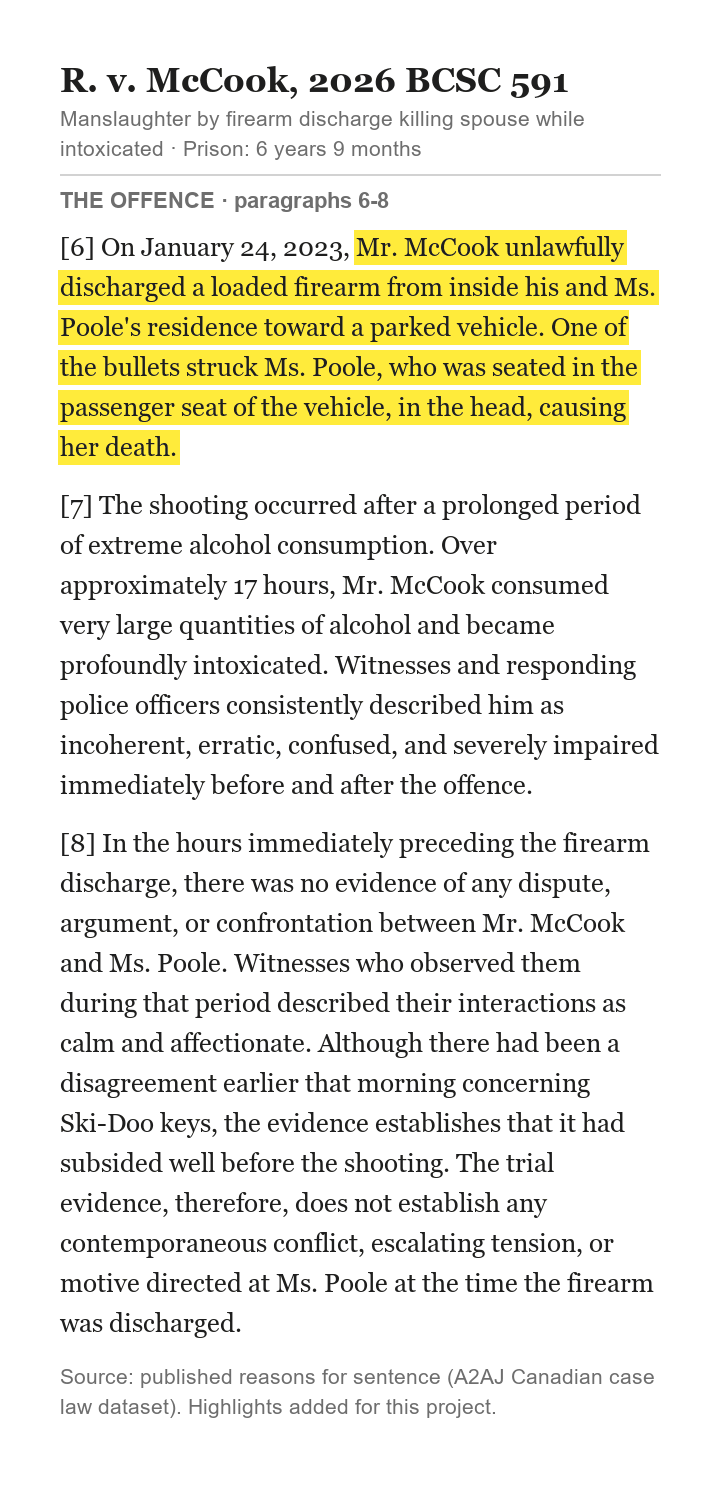 R. v. McCook, 2026 BCSC 591
Manslaughter by firearm discharge killing spouse while
intoxicated · Prison: 6 years 9 months
THE OFFENCE · paragraphs 6-8
[6] On January 24, 2023, Mr. McCook unlawfully
discharged a loaded firearm from inside his and Ms.
Poole's residence toward a parked vehicle. One of
the bullets struck Ms. Poole, who was seated in the
passenger seat of the vehicle, in the head, causing
her death.
[7] The shooting occurred after a prolonged period
of extreme alcohol consumption. Over
approximately 17 hours, Mr. McCook consumed
very large quantities of alcohol and became
profoundly intoxicated. Witnesses and responding
police officers consistently described him as
incoherent, erratic, confused, and severely impaired
immediately before and after the offence.
[8] In the hours immediately preceding the firearm
discharge, there was no evidence of any dispute,
argument, or confrontation between Mr. McCook
and Ms. Poole. Witnesses who observed them
during that period described their interactions as
calm and affectionate. Although there had been a
disagreement earlier that morning concerning
Ski-Doo keys, the evidence establishes that it had
subsided well before the shooting. The trial
evidence, therefore, does not establish any
contemporaneous conflict, escalating tension, or
motive directed at Ms. Poole at the time the firearm
was discharged.
Source: published reasons for sentence (A2AJ Canadian case
law dataset). Highlights added for this project.